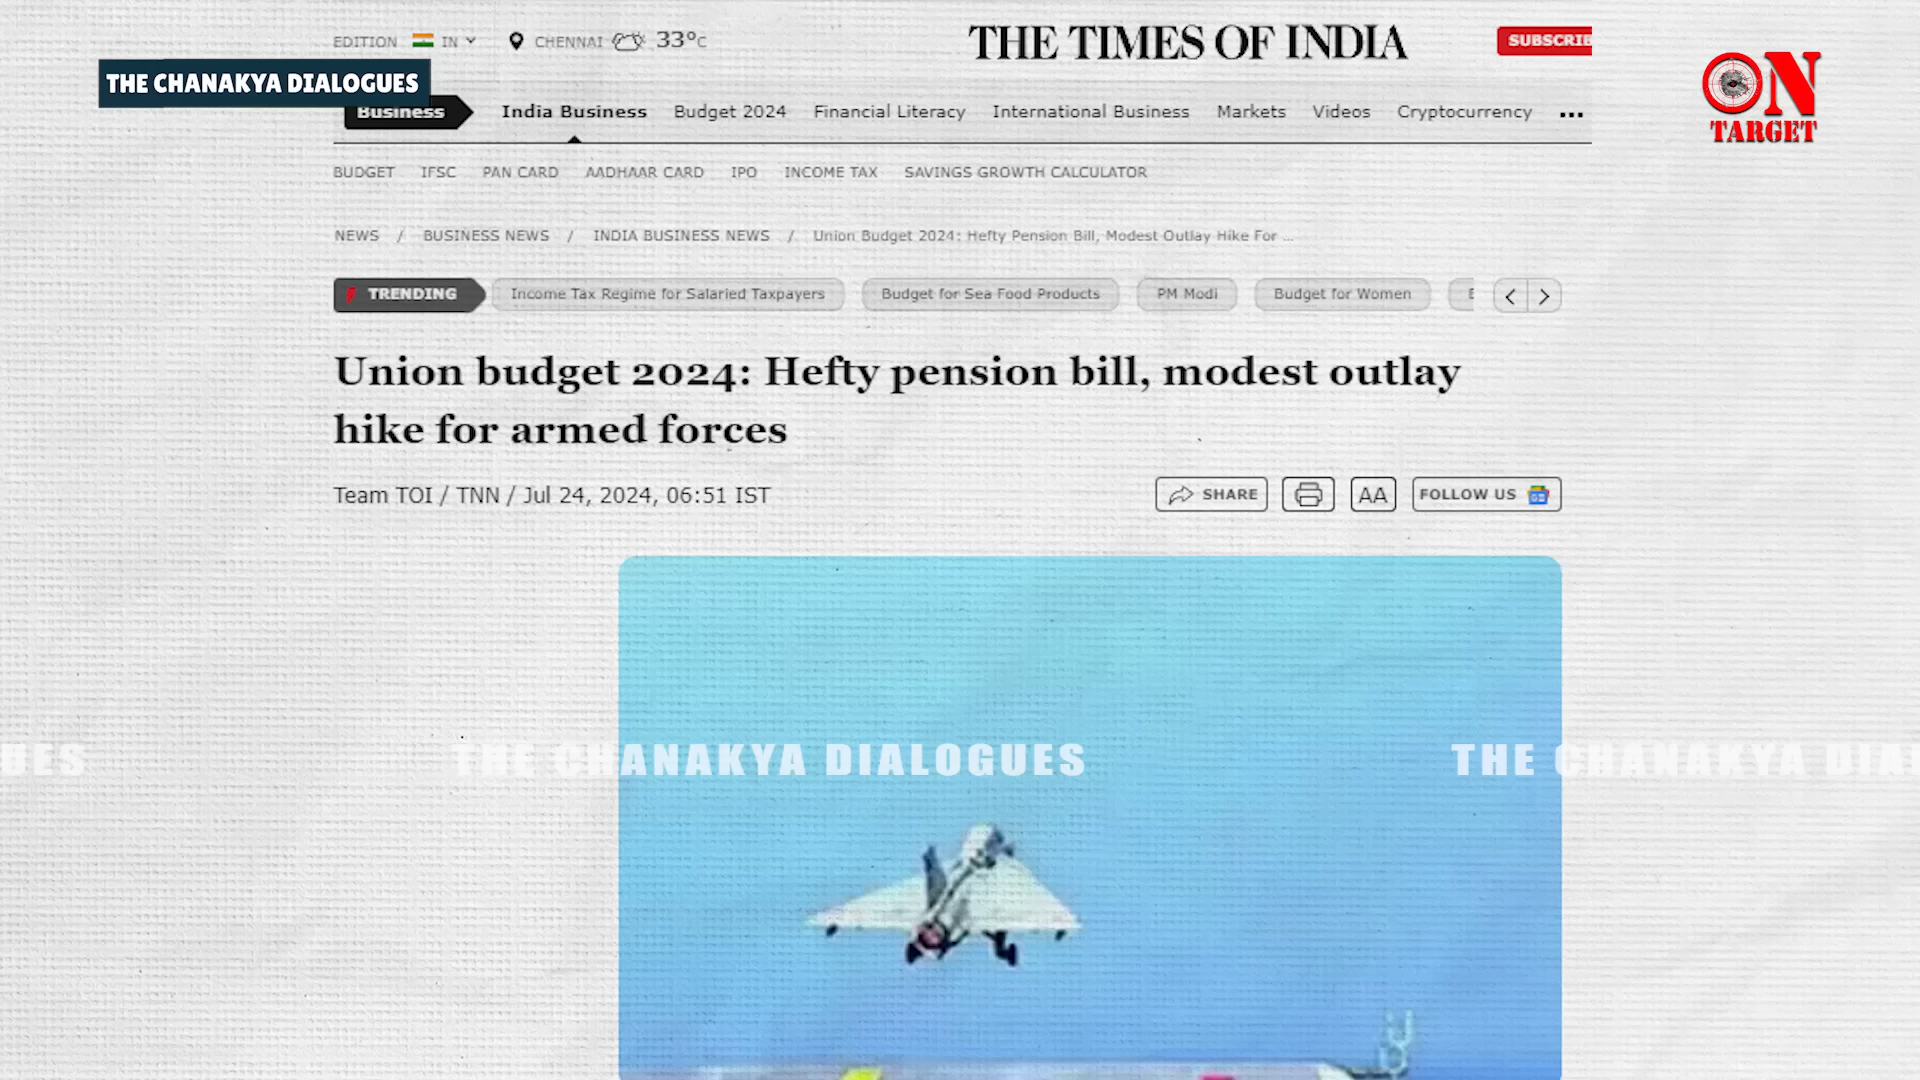 EDITION IN CHENNAI 33°C
THE TIMES OF INDIA
SUBSCRIB
THE CHANAKYA DIALOGUES
ON
TARGET
Business India Business Budget 2024 Financial Literacy International Business Markets Videos Cryptocurrency ...
BUDGET IFSC PAN CARD AADHAAR CARD IPO INCOME TAX SAVINGS GROWTH CALCULATOR
NEWS / BUSINESS NEWS / INDIA BUSINESS NEWS / Union Budget 2024: Hefty Pension Bill, Modest Outlay Hike For ...
TRENDING Income Tax Regime for Salaried Taxpayers Budget for Sea Food Products PM Modi Budget for Women
Union budget 2024: Hefty pension bill, modest outlay
hike for armed forces
Team TOI / TNN / Jul 24, 2024, 06:51 IST
SHARE AA FOLLOW US
UES THE CHANAKYA DIALOGUES THE CHANAKYA DIA